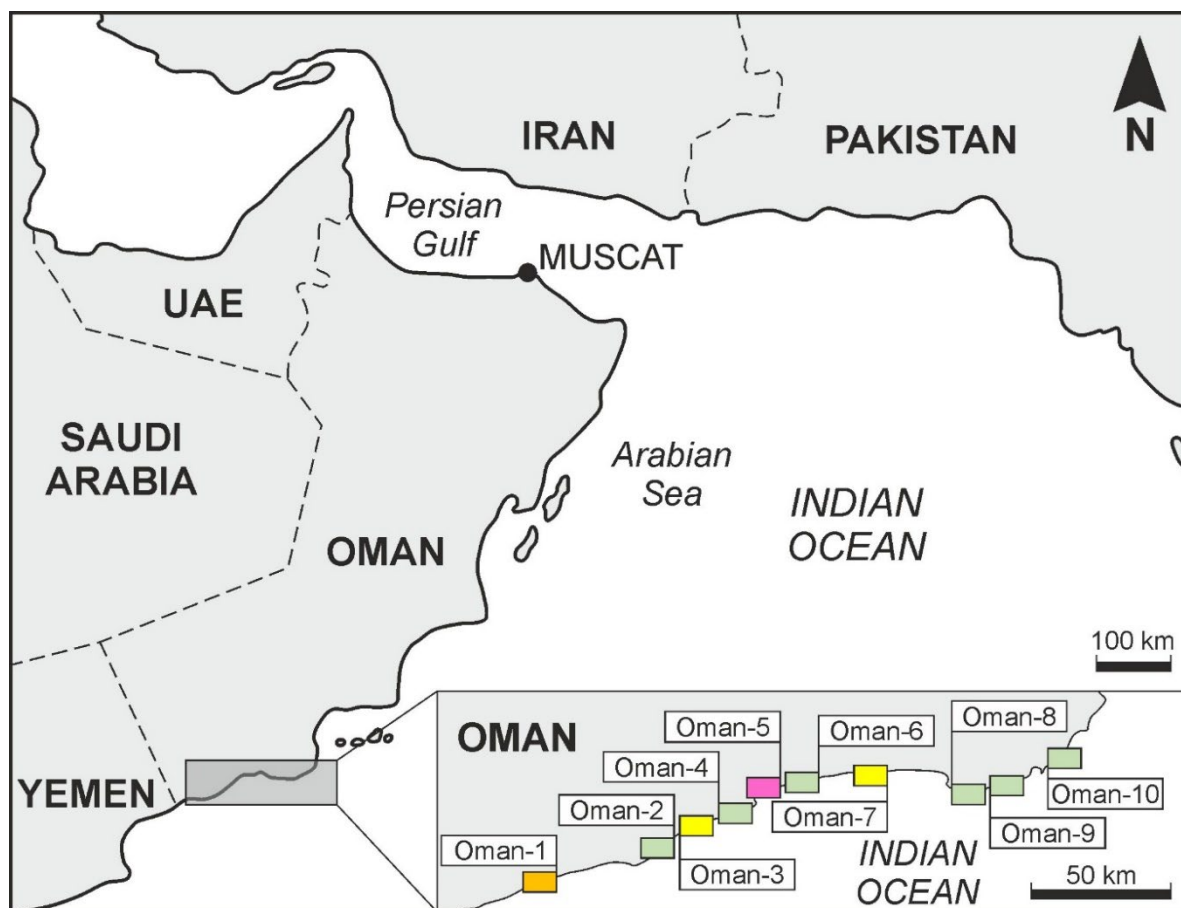 IRAN
PAKISTAN
N
Persian
Gulf
MUSCAT
UAE
SAUDI
ARABIA
Arabian
Sea
INDIAN
OCEAN
OMAN
100 km
YEMEN
OMAN
Oman-5
Oman-6
Oman-8
Oman-4
Oman-2
Oman-7
Oman-10
Oman-1
Oman-3
Oman-9
INDIAN
OCEAN
50 km